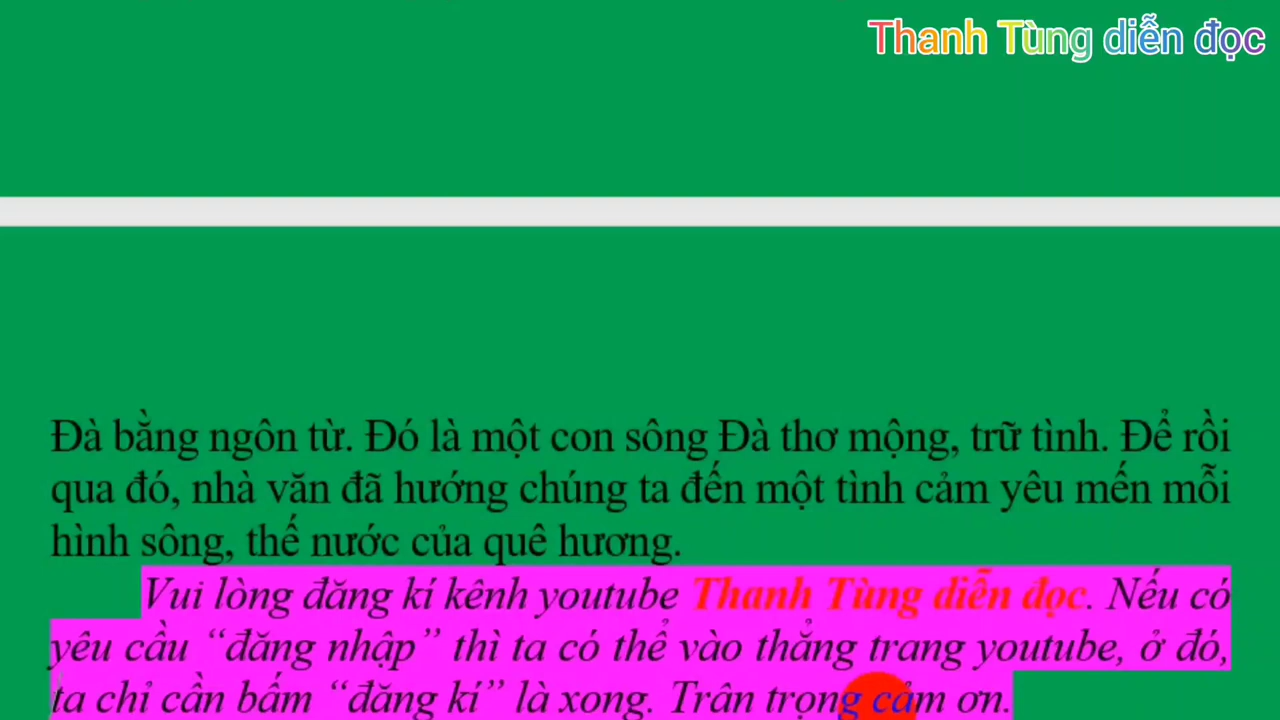 Thanh Tùng diễn đọc
Đà bằng ngôn từ. Đó là một con sông Đà thơ mộng, trữ tình. Để rồi
qua đó, nhà văn đã hướng chúng ta đến một tình cảm yêu mến mỗi
hình sông, thế nước của quê hương.
Vui lòng đăng kí kênh youtube Thanh Tùng diễn đọc. Nếu có
yêu cầu “đăng nhập” thì ta có thể vào thẳng trang youtube, ở đó,
ta chỉ cần bấm “đăng kí” là xong. Trân trọng cảm ơn.